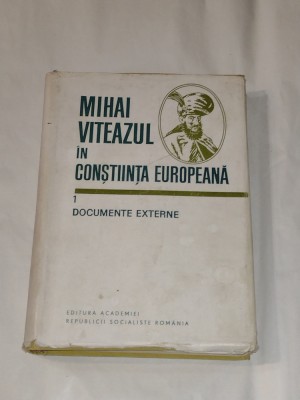 MIHAI
VITEAZUL
ÎN
CONȘTIINȚA EUROPEANĂ
1
DOCUMENTE EXTERNE
EDITURA ACADEMIEI
REPUBLICII SOCIALISTE ROMÂNIA